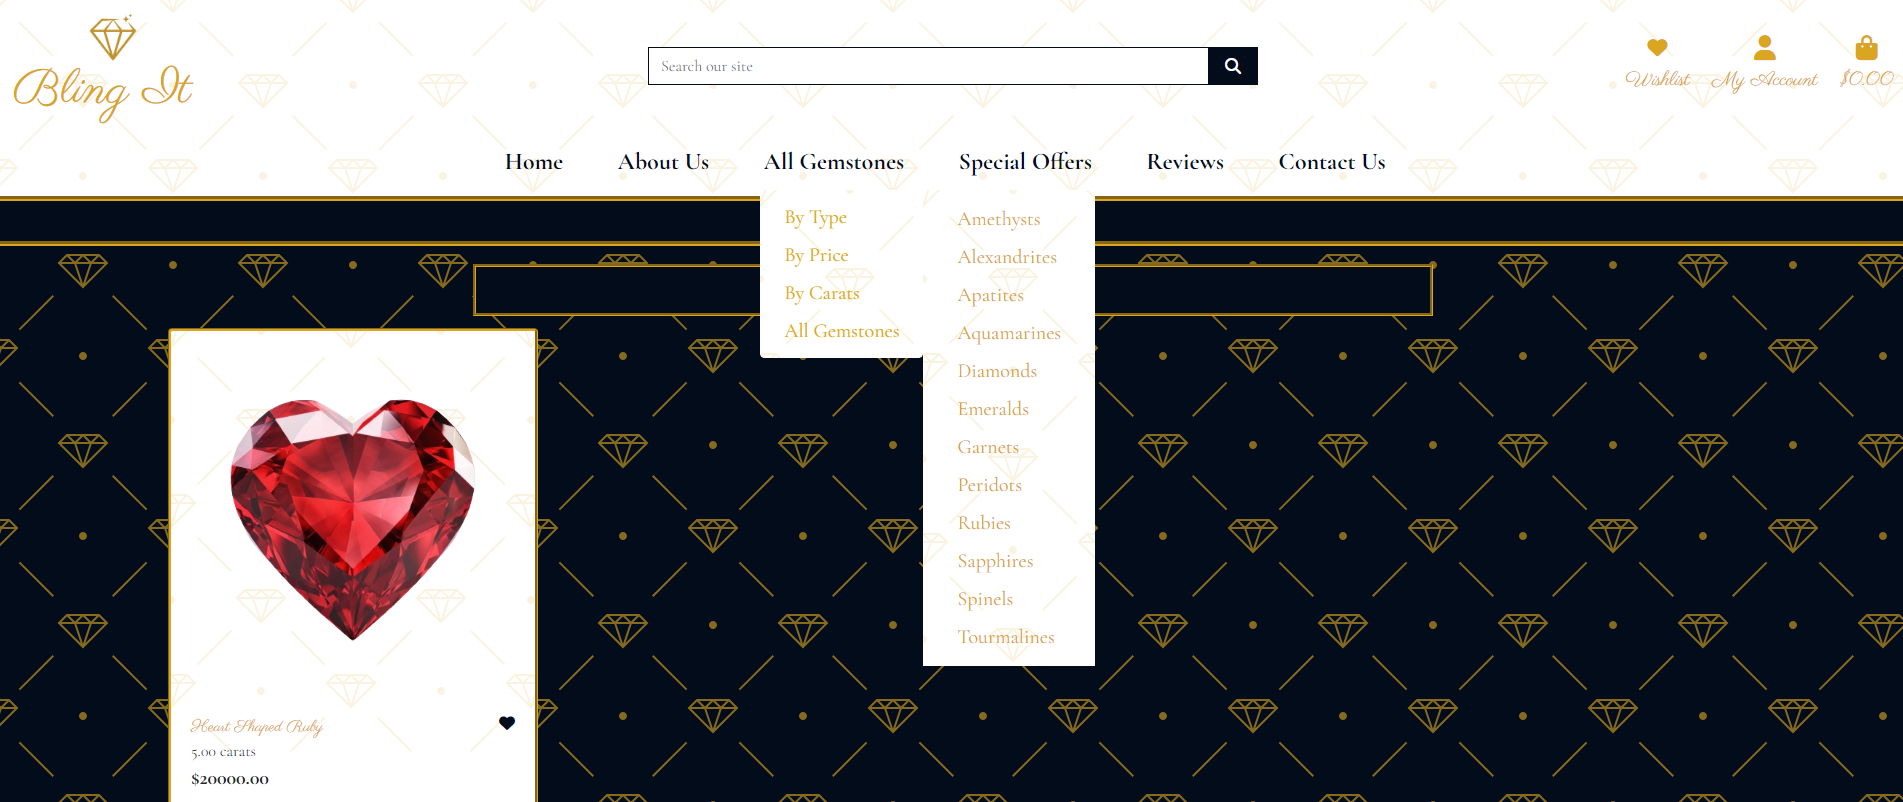 Bling It
Search our site
Wishlist
My Account
$0.00
Home
About Us
All Gemstones
Special Offers
Reviews
Contact Us
By Type
By Price
By Carats
All Gemstones
Amethysts
Alexandrites
Apatites
Aquamarines
Diamonds
Emeralds
Garnets
Peridots
Rubies
Sapphires
Spinels
Tourmalines
Heart Shaped Ruby
5.00 carats
$20000.00